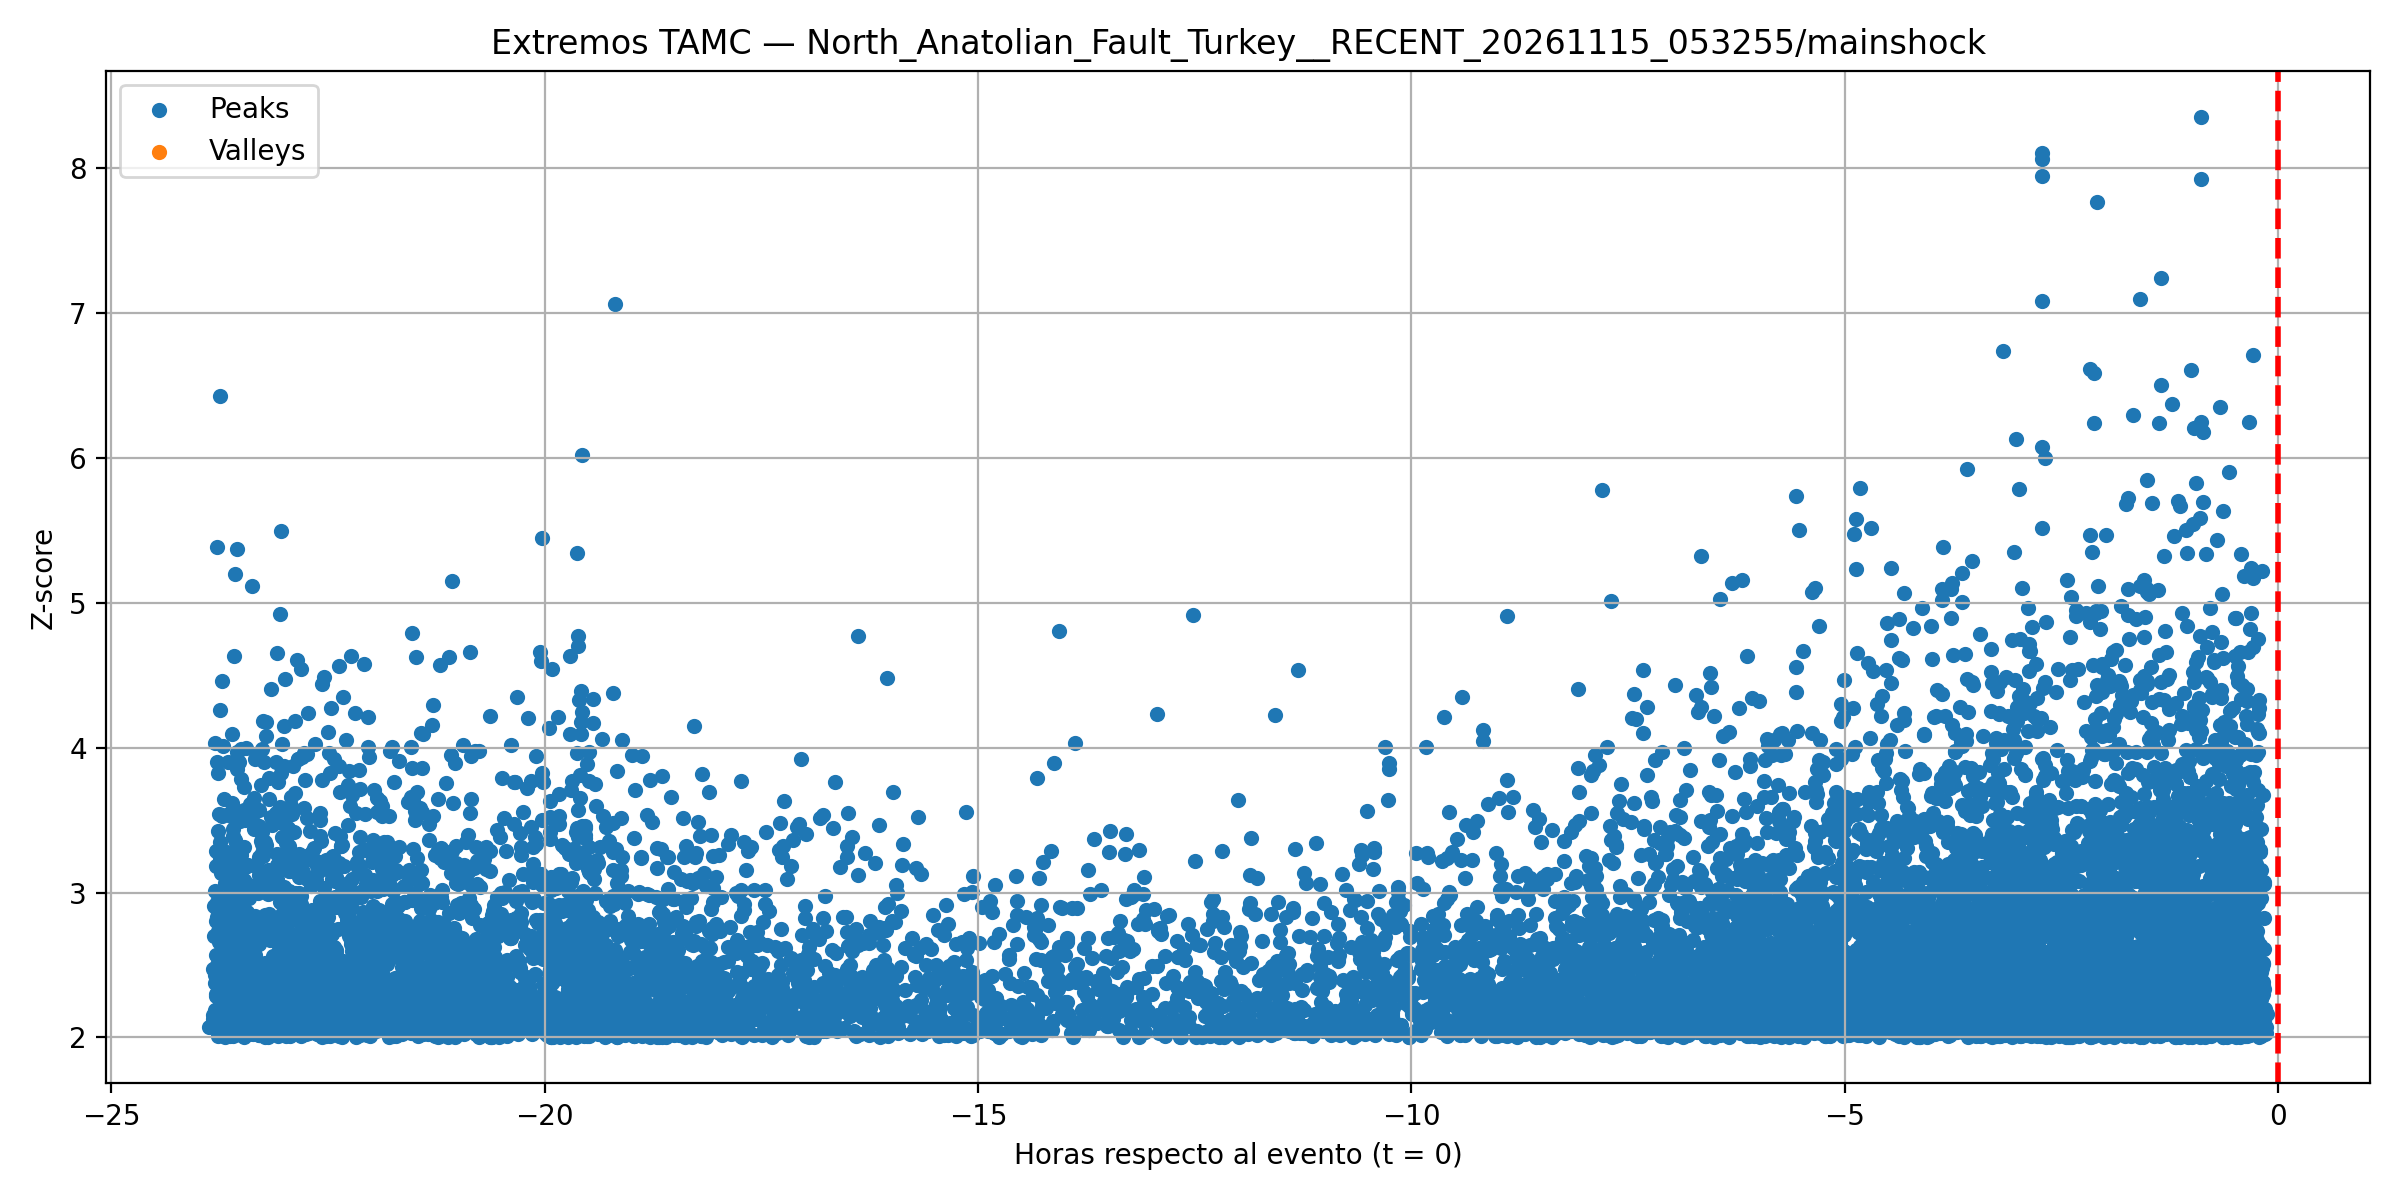 Extremos TAMC — North_Anatolian_Fault_Turkey__RECENT_20261115_053255/mainshock
Peaks
Valleys
Z-score
8
7
6
5
4
3
2
−25
−20
−15
−10
−5
0
Horas respecto al evento (t = 0)